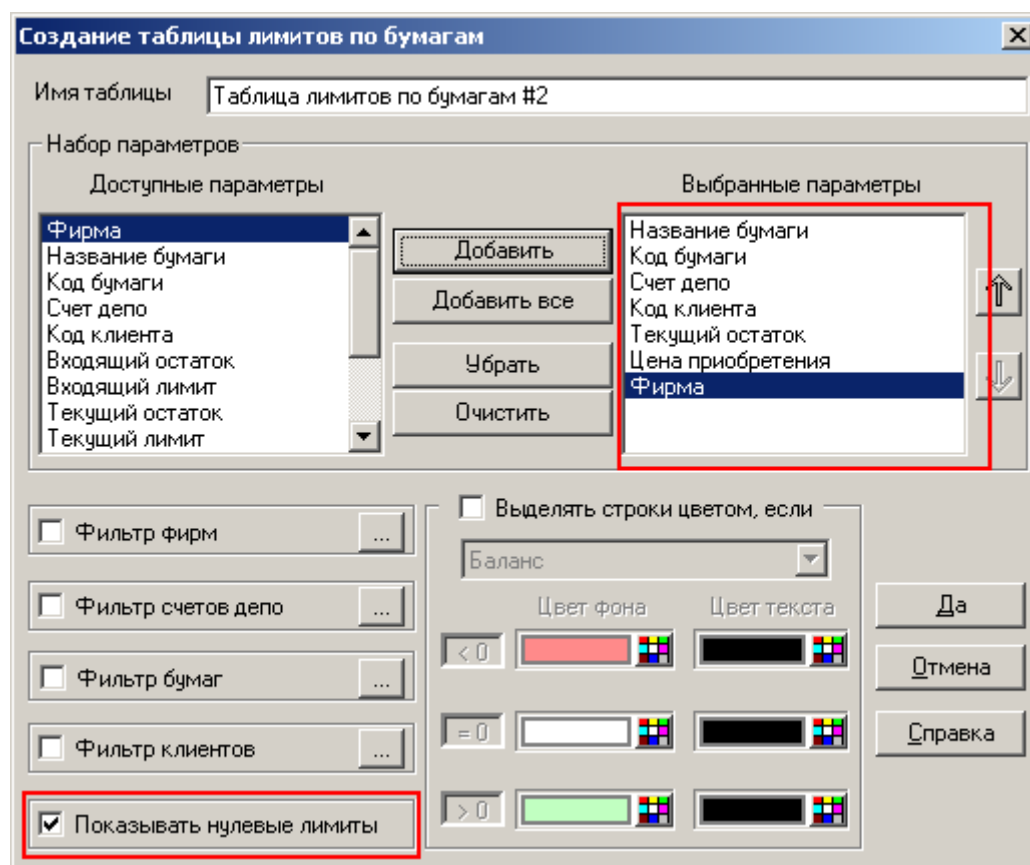 Создание таблицы лимитов по бумагам
Имя таблицы
Таблица лимитов по бумагам #2
Набор параметров
Доступные параметры
Фирма
Название бумаги
Код бумаги
Счет депо
Код клиента
Входящий остаток
Входящий лимит
Текущий остаток
Текущий лимит
Добавить
Добавить все
Убрать
Очистить
Выбранные параметры
Название бумаги
Код бумаги
Счет депо
Код клиента
Текущий остаток
Цена приобретения
Фирма
Фильтр фирм ...
Фильтр счетов депо ...
Фильтр бумаг ...
Фильтр клиентов ...
Показывать нулевые лимиты
Выделять строки цветом, если
Баланс
Цвет фона Цвет текста
< 0
= 0
> 0
Да
Отмена
Справка